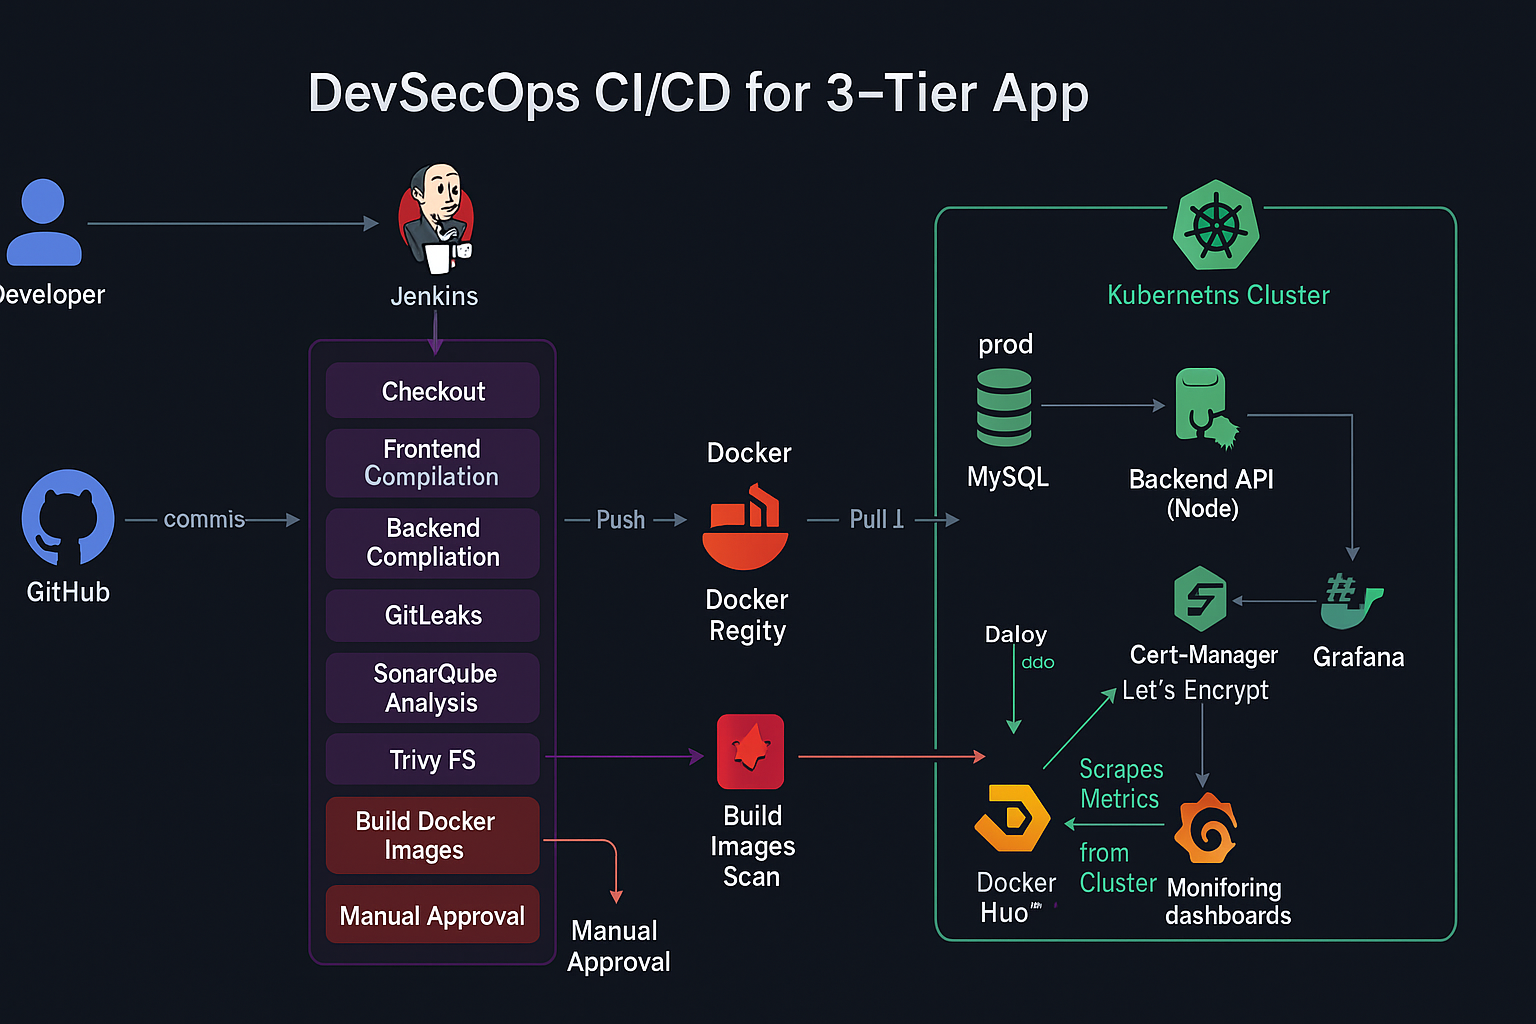 DevSecOps CI/CD for 3-Tier App
Developer
Jenkins
Kubernetns Cluster
Checkout
Frontend
Compilation
Backend
Compliation
GitLeaks
SonarQube
Analysis
Trivy FS
Build Docker
Images
Manual Approval
GitHub
commis
Push
Docker
Docker
Regity
Pull
Build
Images
Scan
Manual
Approval
prod
MySQL
Backend API
(Node)
Grafana
Cert-Manager
Let's Encrypt
Daloy
ddo
Scrapes
Metrics
from
Cluster
Docker
Huo
Moniforing
dashboards